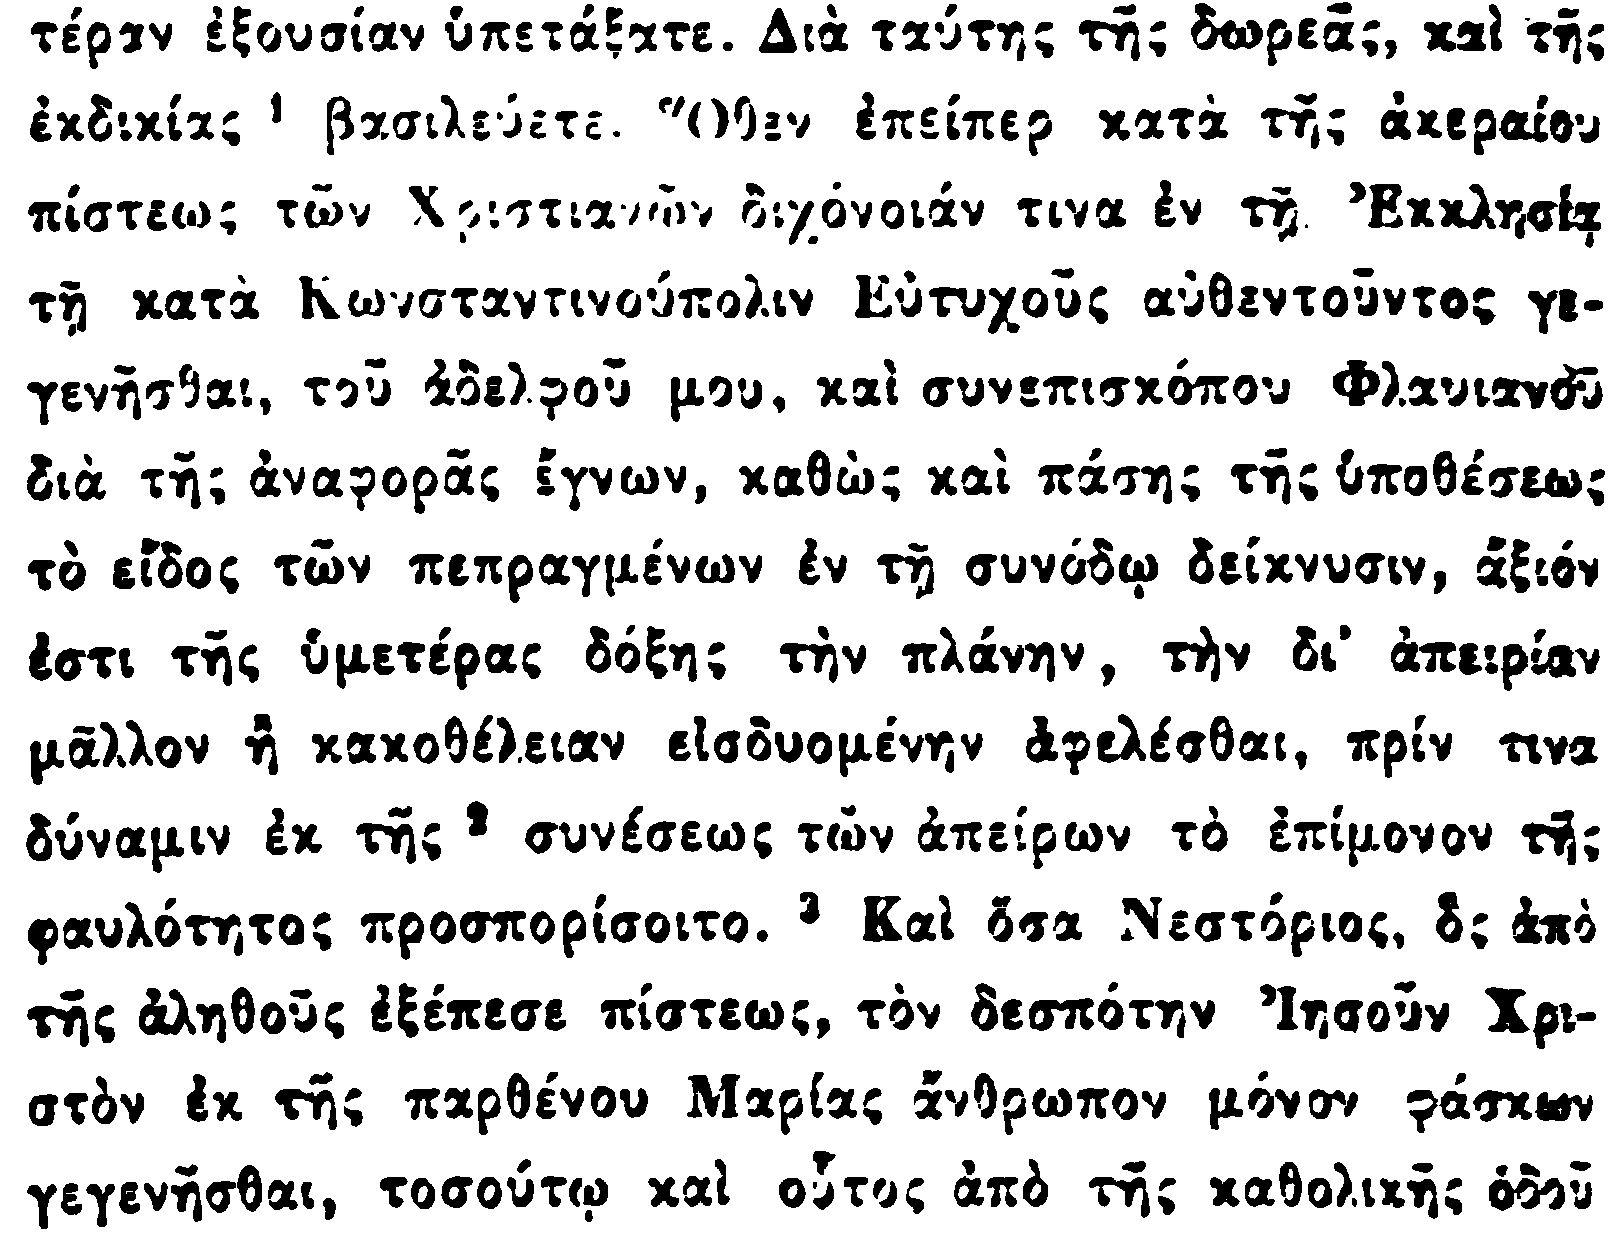 τέραν ἐξουσίαν ὑπετάξατε. Διὰ ταύτης τῆς δωρεᾶς, καὶ τῆς
ἐκδικίας ¹ βασιλεύετε. Ὅθεν ἐπείπερ κατὰ τῆς ἀκεραίου
πίστεως τῶν Χριστιανῶν διχόνοιάν τινα ἐν τῇ Ἐκκλησίᾳ
τῇ κατὰ Κωνσταντινούπολιν Εὐτυχοῦς αὐθεντοῦντος γε-
γενῆσθαι, τοῦ ἀδελφοῦ μου, καὶ συνεπισκόπου Φλαυιανοῦ
διὰ τῆς ἀναφορᾶς ἔγνων, καθὼς καὶ πάσης τῆς ὑποθέσεως
τὸ εἶδος τῶν πεπραγμένων ἐν τῇ συνόδῳ δείκνυσιν, ἄξιόν
ἐστι τῆς ὑμετέρας δόξης τὴν πλάνην, τὴν δι᾽ ἀπειρίαν
μᾶλλον ἢ κακοθέλειαν εἰσδυομένην ἀφελέσθαι, πρίν τινα
δύναμιν ἐκ τῆς ² συνέσεως τῶν ἀπείρων τὸ ἐπίμονον τῆς
φαυλότητος προσπορίσοιτο. ³ Καὶ ὅσα Νεστόριος, ὃς ἀπὸ
τῆς ἀληθοῦς ἐξέπεσε πίστεως, τὸν δεσπότην Ἰησοῦν Χρι-
στὸν ἐκ τῆς παρθένου Μαρίας ἄνθρωπον μόνον φάσκων
γεγενῆσθαι, τοσούτῳ καὶ οὗτος ἀπὸ τῆς καθολικῆς ὁδοῦ